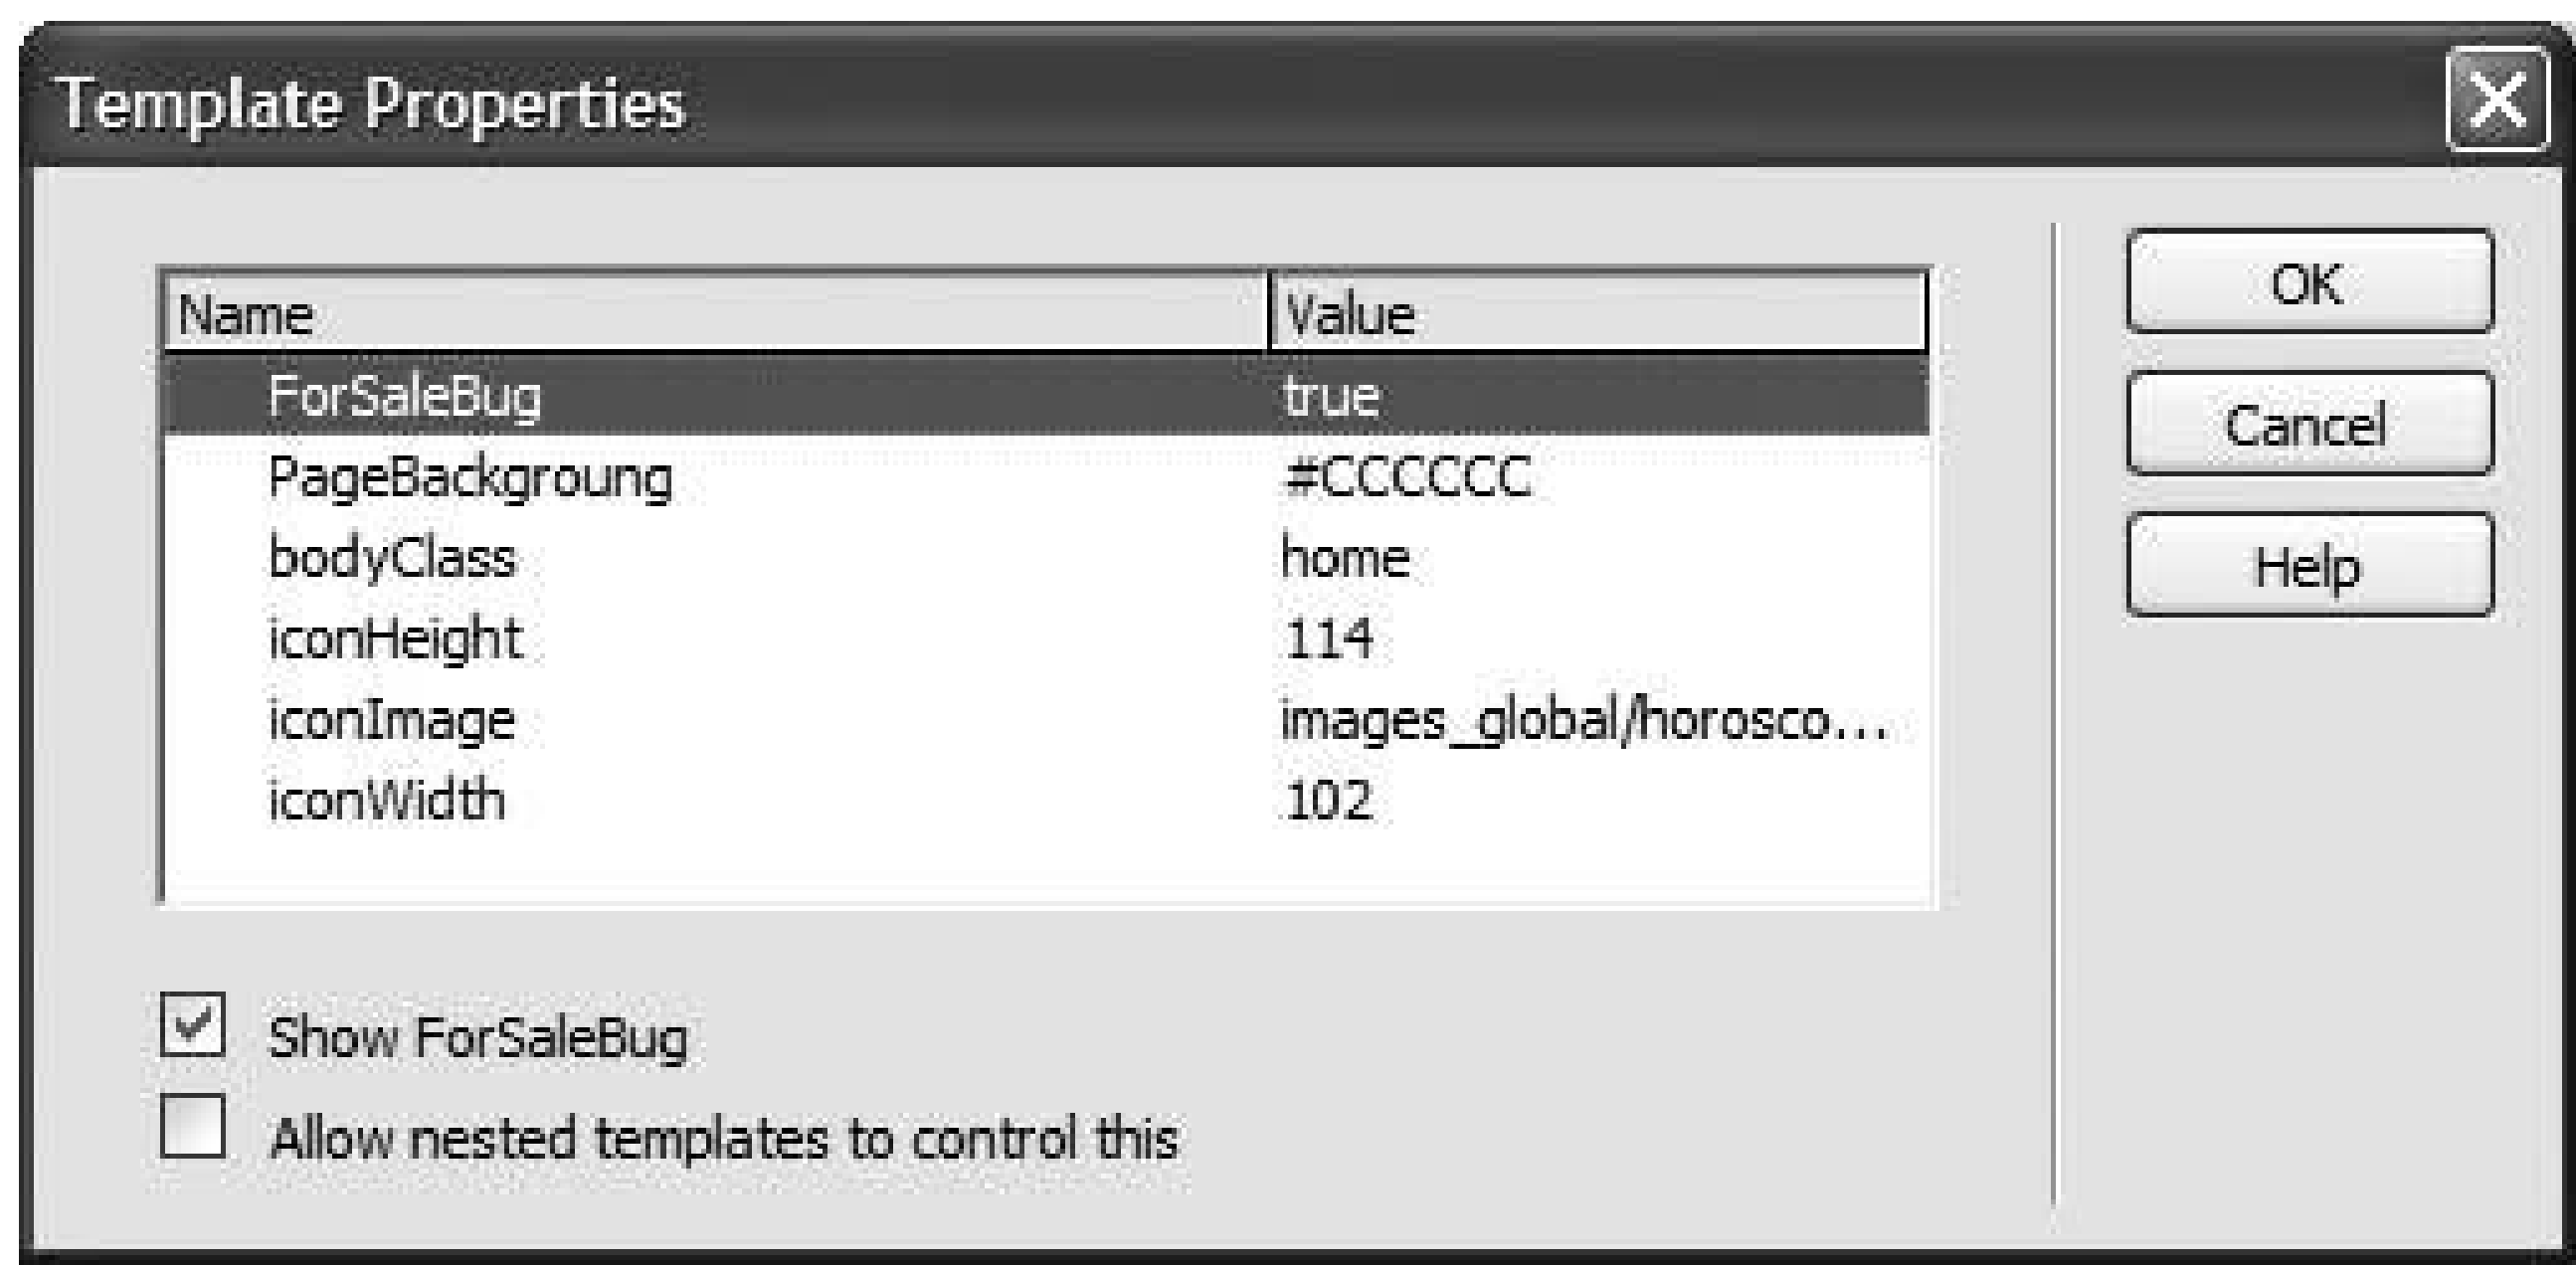 Template Properties
Name Value
ForSaleBug true
PageBackgroung #CCCCCC
bodyClass home
iconHeight 114
iconImage images_global/horosco...
iconWidth 102
Show ForSaleBug
Allow nested templates to control this
OK
Cancel
Help